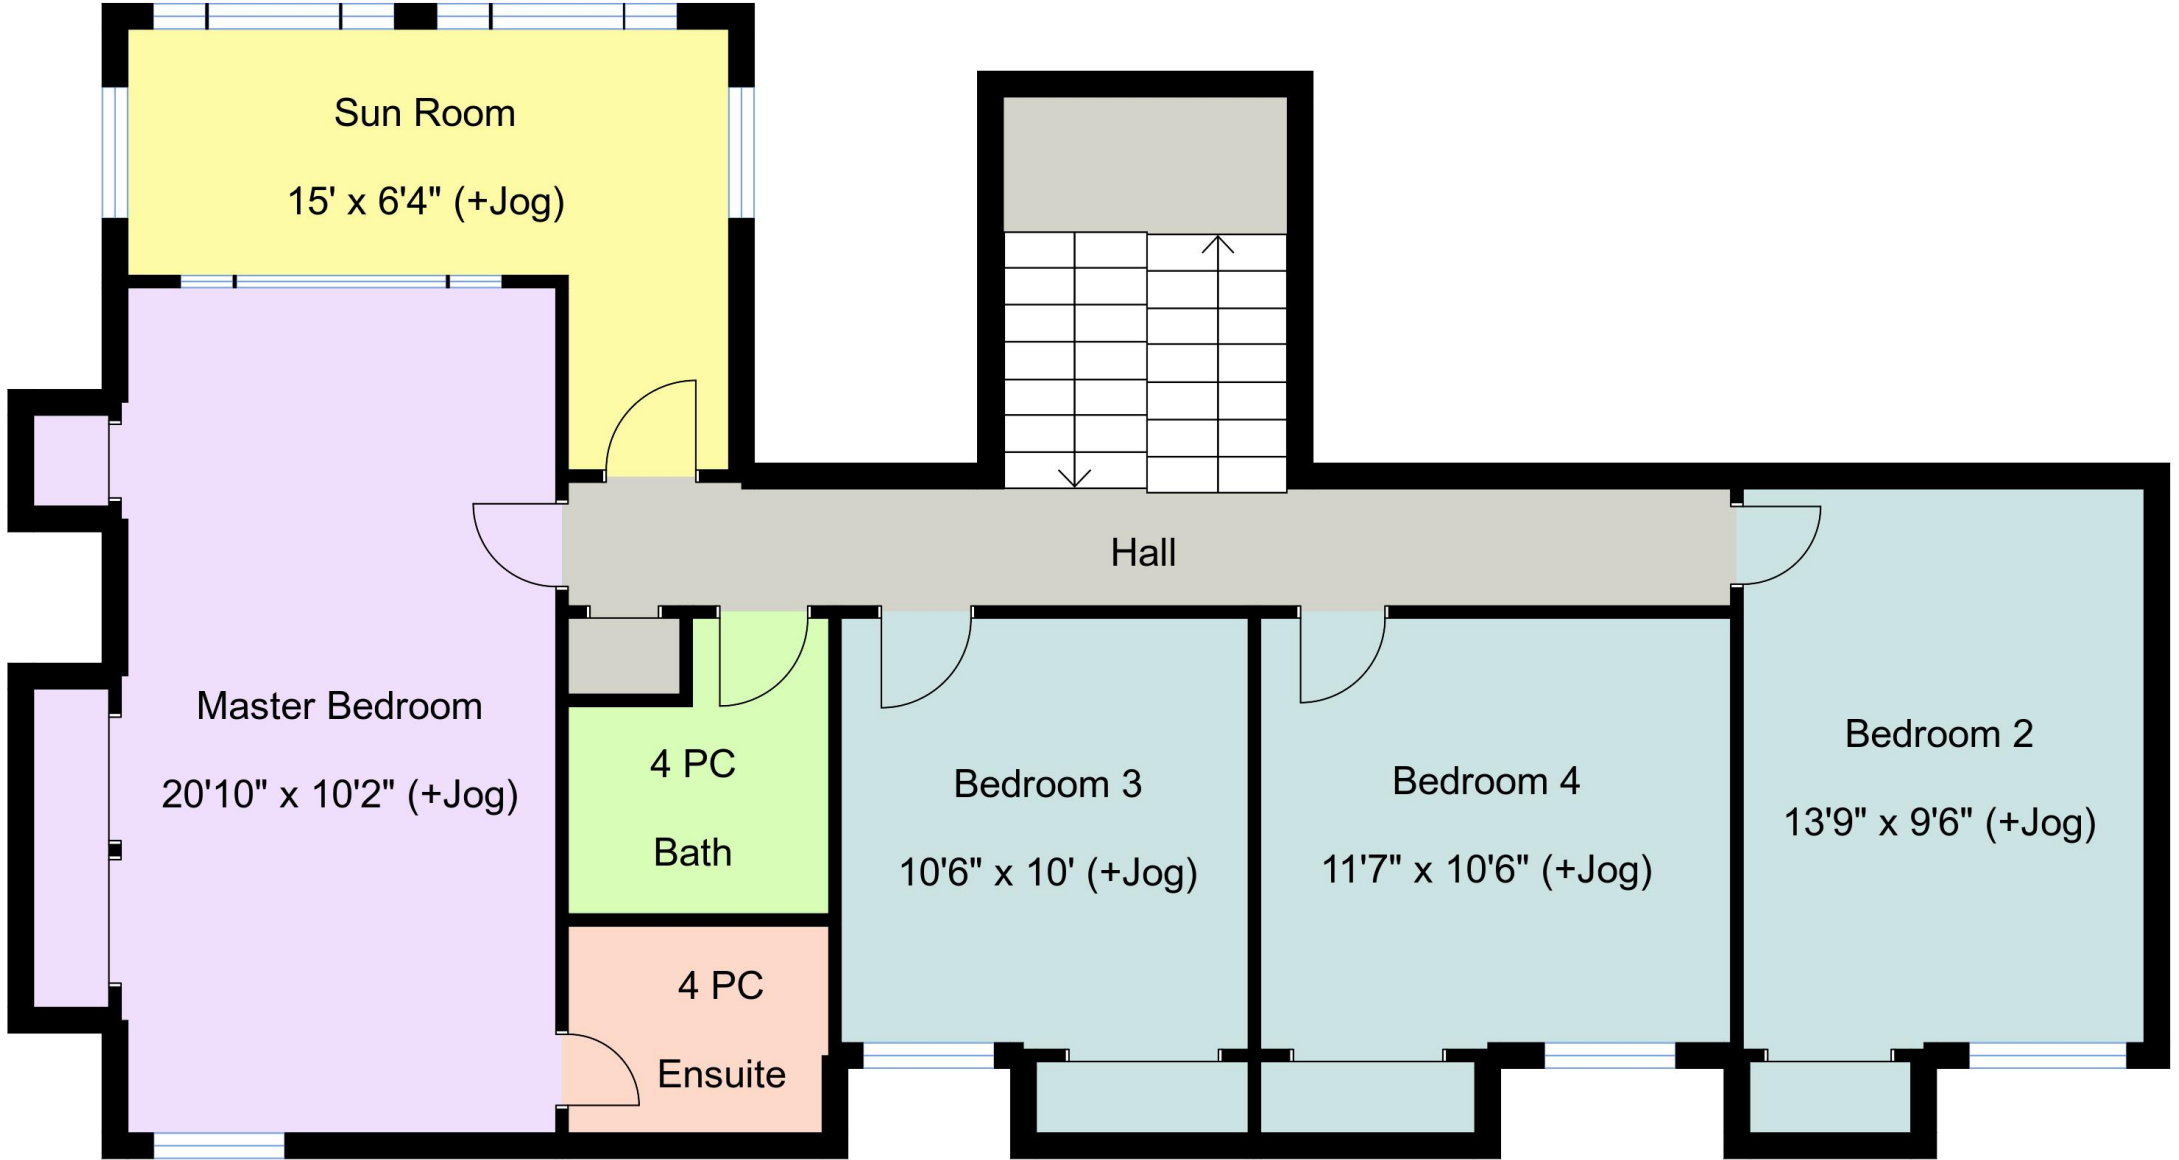 Sun Room
15' x 6'4" (+Jog)
Hall
Master Bedroom
20'10" x 10'2" (+Jog)
4 PC
Bath
4 PC
Ensuite
Bedroom 3
10'6" x 10' (+Jog)
Bedroom 4
11'7" x 10'6" (+Jog)
Bedroom 2
13'9" x 9'6" (+Jog)